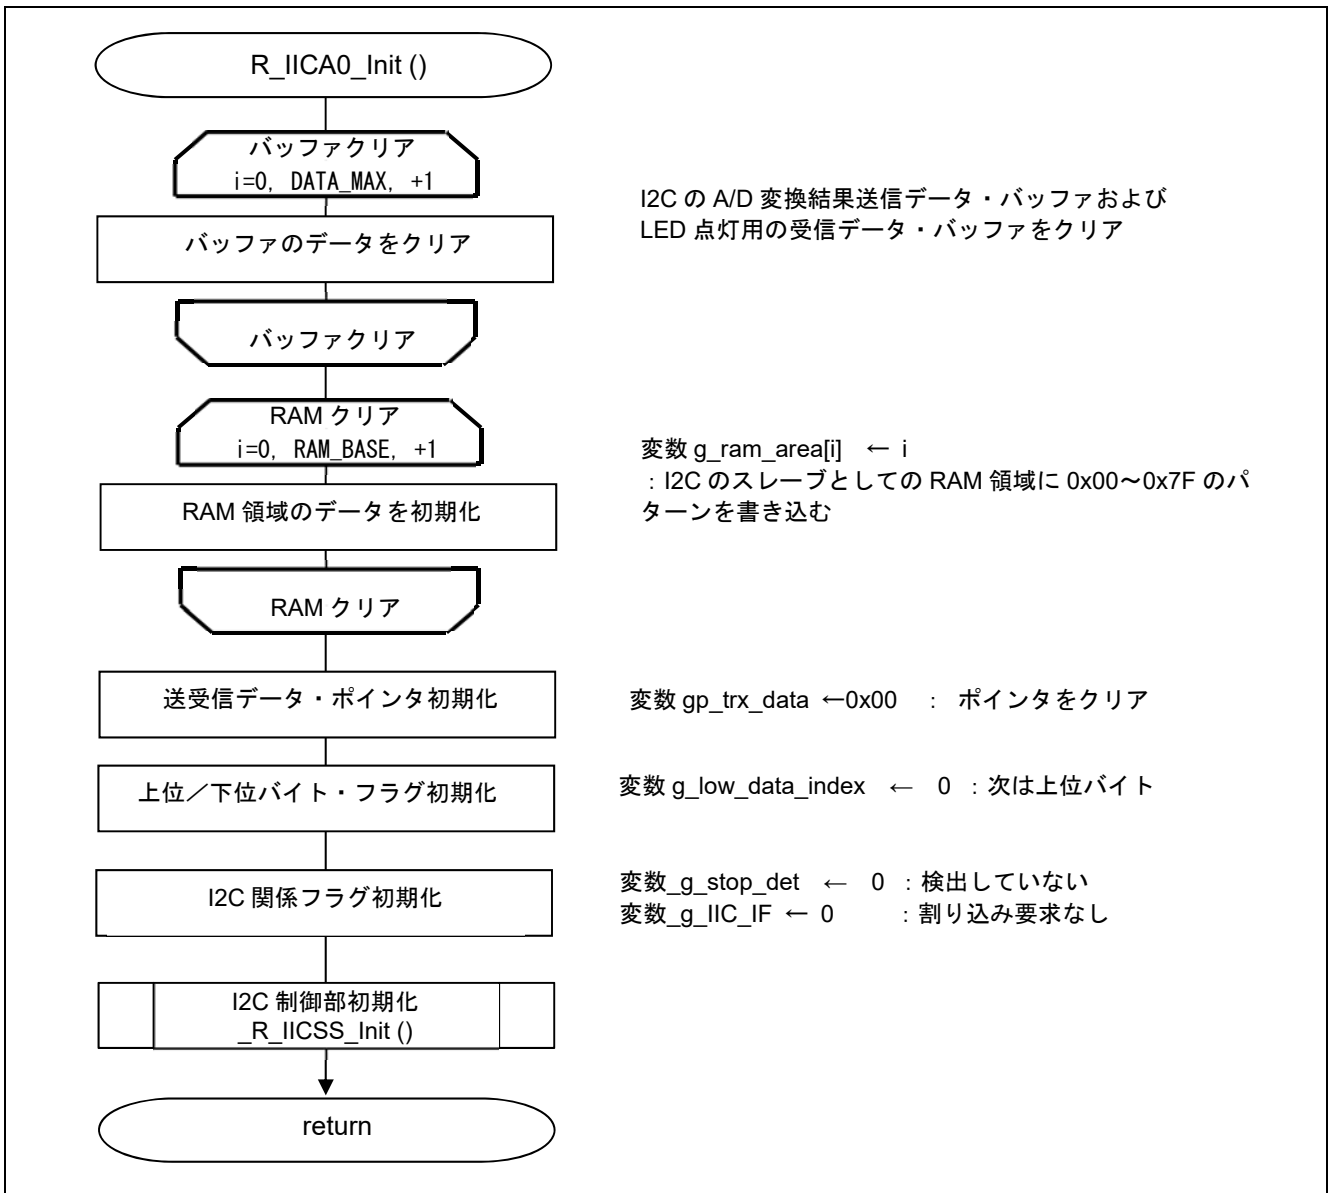 R_IICA0_Init ()
バッファクリア
i=0, DATA_MAX, +1
I2C の A/D 変換結果送信データ・バッファおよび
LED 点灯用の受信データ・バッファをクリア
バッファのデータをクリア
バッファクリア
RAM クリア
i=0, RAM_BASE, +1
変数 g_ram_area[i] ← i
：I2C のスレーブとしての RAM 領域に 0x00～0x7F のパ
ターンを書き込む
RAM 領域のデータを初期化
RAM クリア
送受信データ・ポインタ初期化
変数 gp_trx_data ←0x00 ： ポインタをクリア
上位／下位バイト・フラグ初期化
変数 g_low_data_index ← 0 ：次は上位バイト
I2C 関係フラグ初期化
変数_g_stop_det ← 0 ：検出していない
変数_g_IIC_IF ← 0 ：割り込み要求なし
I2C 制御部初期化
_R_IICSS_Init ()
return